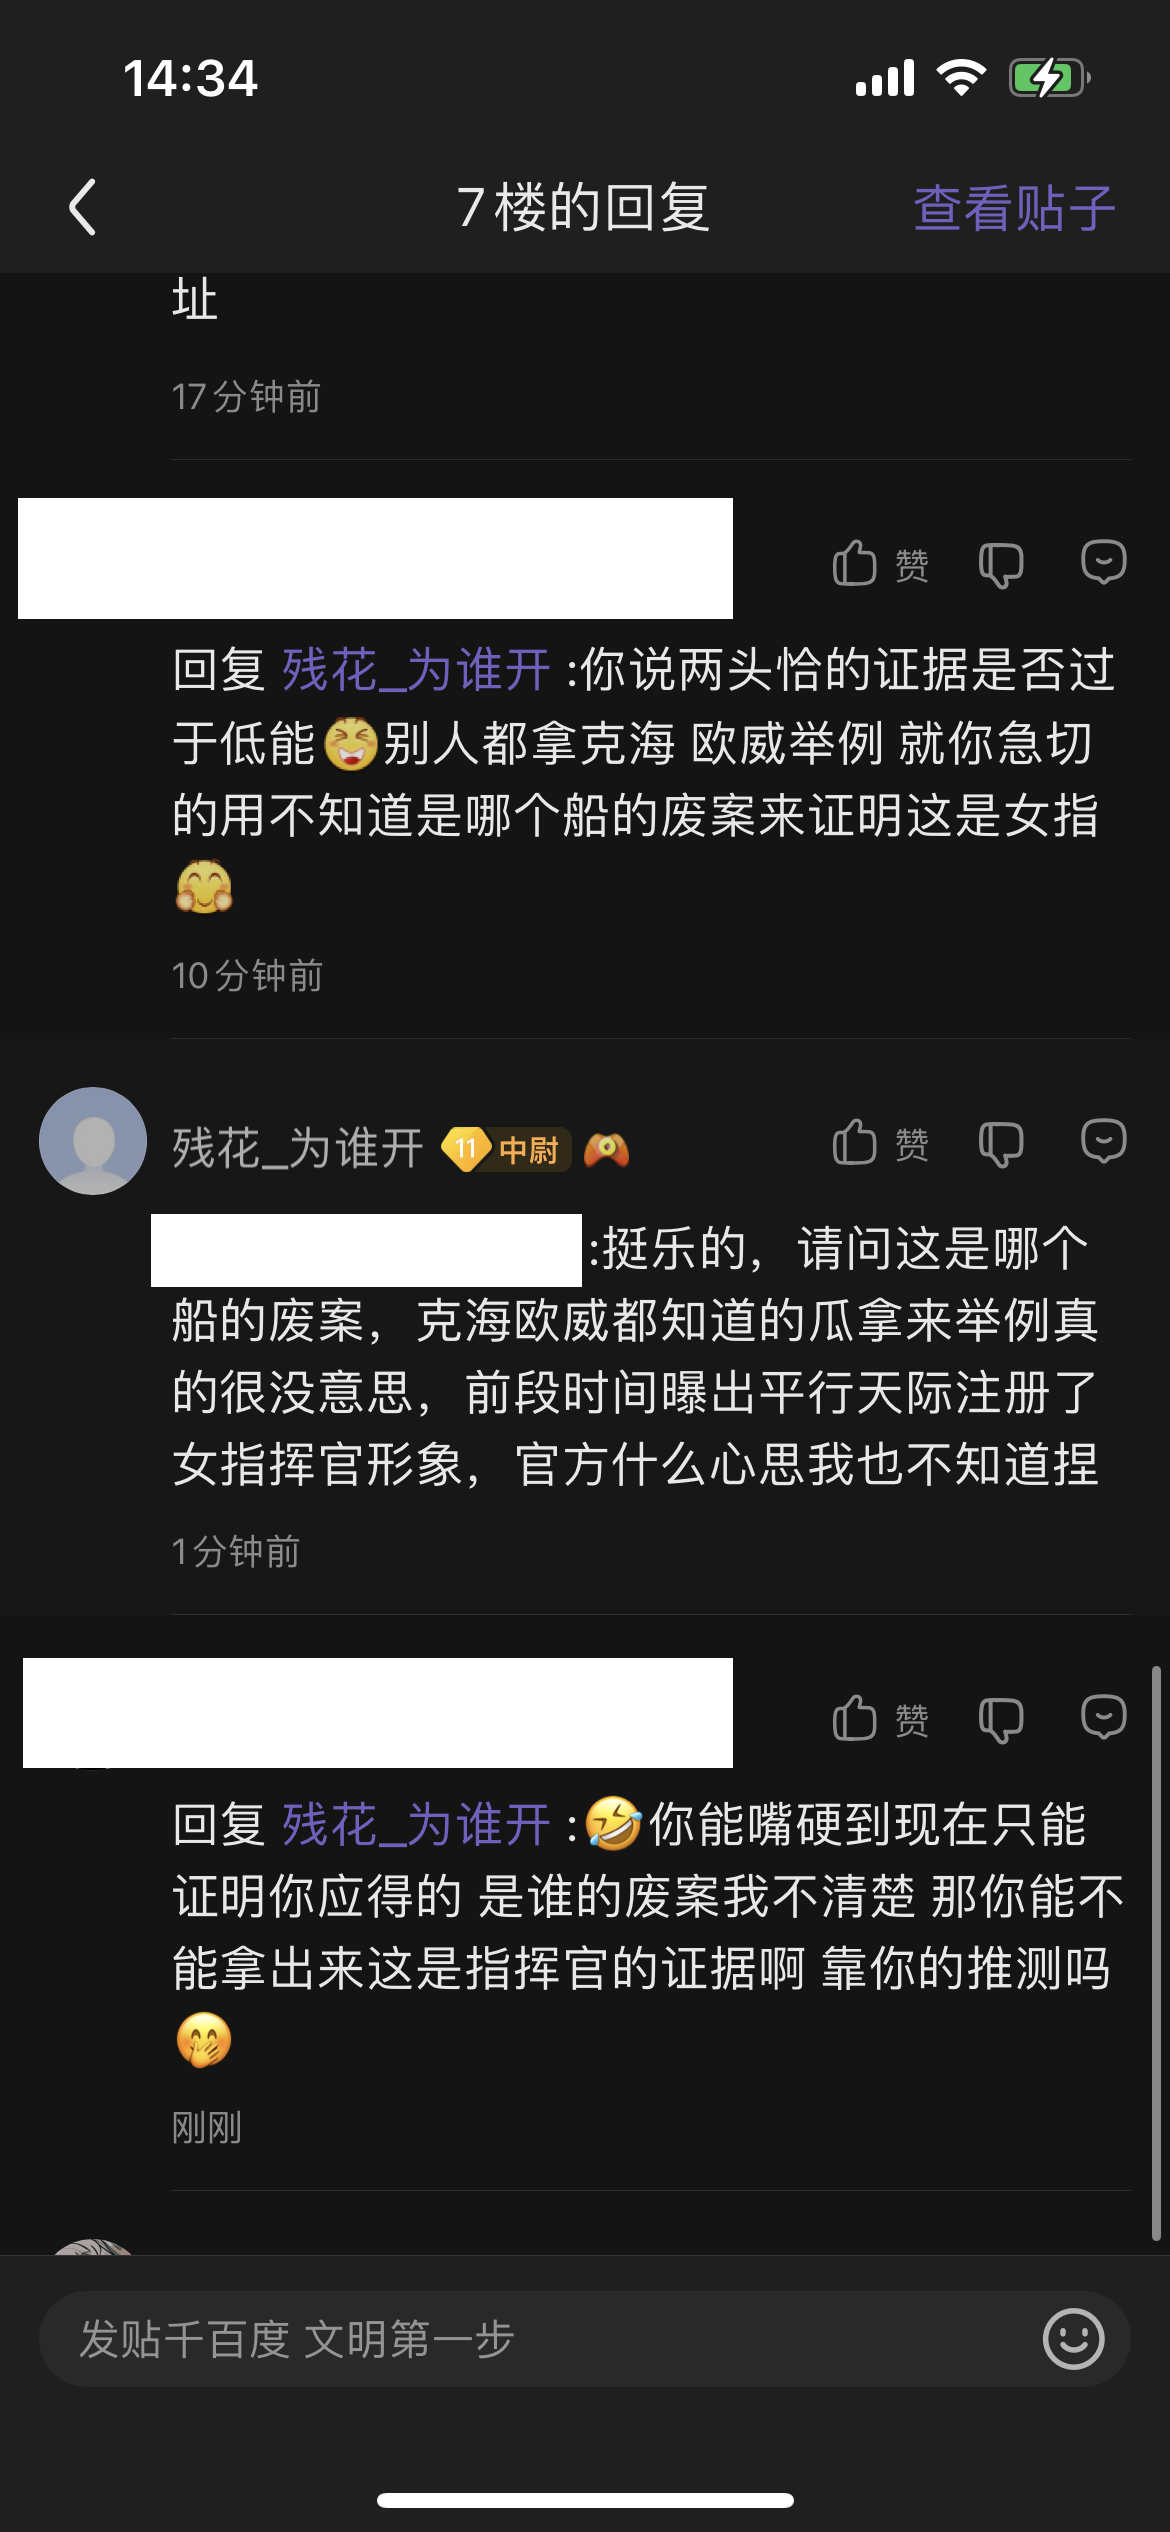 14:34
7楼的回复
查看贴子
址
17分钟前
赞
回复 残花_为谁开 :你说两头恰的证据是否过
于低能😆别人都拿克海 欧威举例 就你急切
的用不知道是哪个船的废案来证明这是女指
🤗
10分钟前
残花_为谁开 11 中尉
赞
:挺乐的，请问这是哪个
船的废案，克海欧威都知道的瓜拿来举例真
的很没意思，前段时间曝出平行天际注册了
女指挥官形象，官方什么心思我也不知道捏
1分钟前
赞
回复 残花_为谁开 :🤣你能嘴硬到现在只能
证明你应得的 是谁的废案我不清楚 那你能不
能拿出来这是指挥官的证据啊 靠你的推测吗
🤭
刚刚
发贴千百度 文明第一步